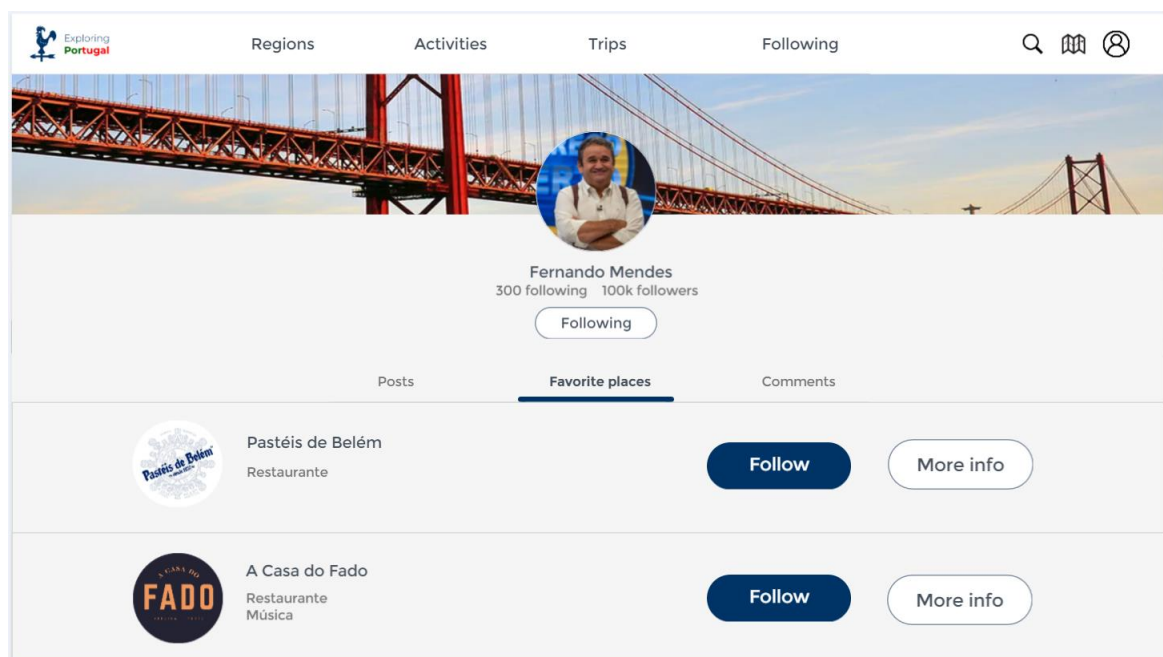 Exploring
Portugal
Regions Activities Trips Following
Fernando Mendes
300 following 100k followers
Following
Posts Favorite places Comments
Pastéis de Belém
Pastéis de Belém
Restaurante
Follow More info
A CASA DO
FADO
A Casa do Fado
Restaurante
Música
Follow More info